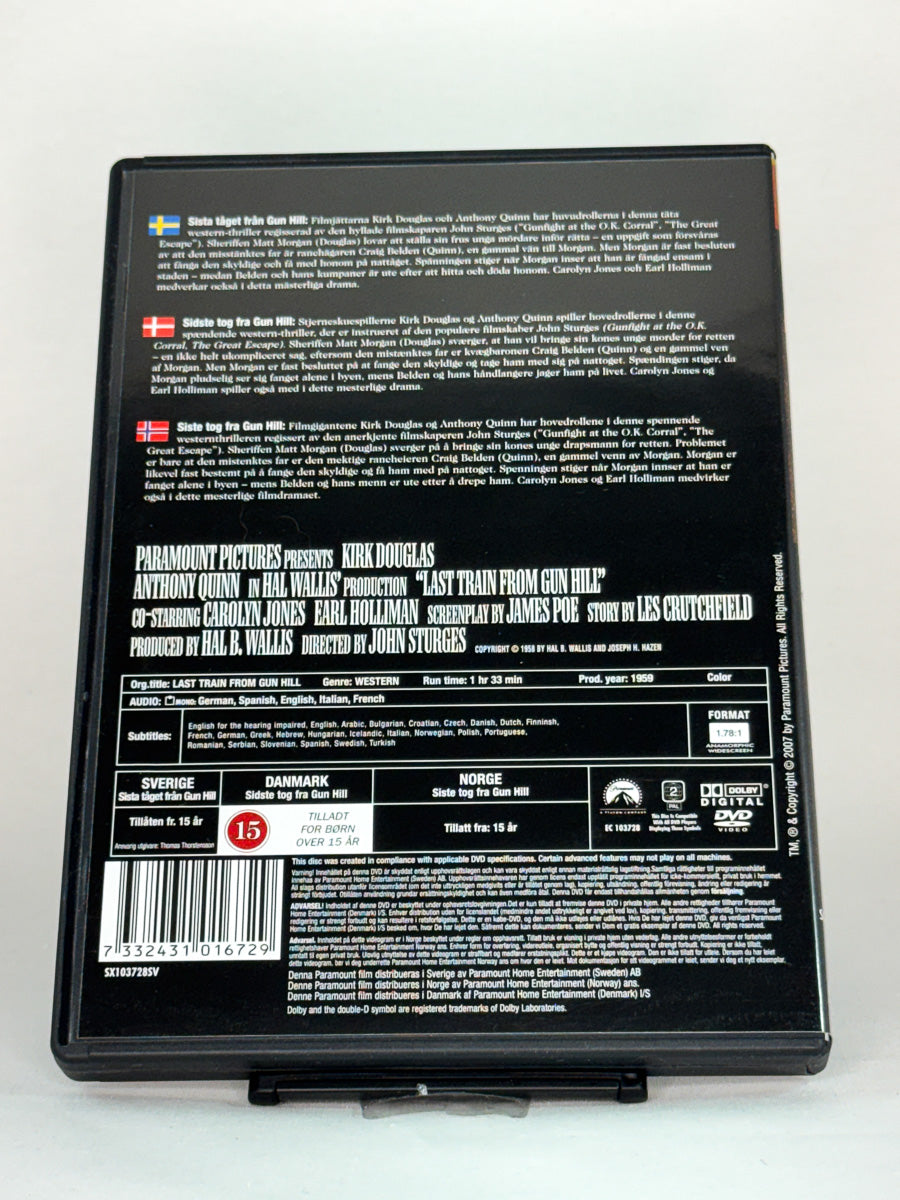 Sista tåget från Gun Hill: Filmjättarna Kirk Douglas och Anthony Quinn har huvudrollerna i denna täta
western-thriller regisserad av den hyllade filmskaparen John Sturges ("Gunfight at the O.K. Corral", "The Great
Escape"). Sheriffen Matt Morgan (Douglas) lovar att ställa sin frus unga mördare inför rätta – en uppgift som försvåras
av att den misstänktes far är ranchägaren Craig Belden (Quinn), en gammal vän till Morgan. Men Morgan är fast besluten
att fånga den skyldige och få med honom på nattåget. Spänningen stiger när Morgan inser att han är fångad ensam i
staden – medan Belden och hans kumpaner är ute efter att hitta och döda honom. Carolyn Jones och Earl Holliman
medverkar också i detta mästerliga drama.
Sidste tog fra Gun Hill: Stjerneskuespillerne Kirk Douglas og Anthony Quinn spiller hovedrollerne i denne
spændende western-thriller, der er instrueret af den populære filmskaber John Sturges (Gunfight at the O.K.
Corral, The Great Escape). Sheriffen Matt Morgan (Douglas) sværger, at han vil bringe sin kones unge morder for retten
– en ikke helt ukompliceret sag, eftersom den mistænktes far er kvægbaronen Craig Belden (Quinn) og en gammel ven
af Morgan. Men Morgan er fast besluttet på at fange den skyldige og tage ham med sig på nattoget. Spændingen stiger, da
Morgan pludselig ser sig fanget alene i byen, mens Belden og hans håndlangere jager ham på livet. Carolyn Jones og
Earl Holliman spiller også med i dette mesterlige drama.
Siste tog fra Gun Hill: Filmgigantene Kirk Douglas og Anthony Quinn har hovedrollene i denne spennende
westernthrilleren regissert av den anerkjente filmskaperen John Sturges ("Gunfight at the O.K. Corral", "The
Great Escape"). Sheriffen Matt Morgan (Douglas) sverger på å bringe sin kones unge drapsmann for retten. Problemet
er bare at den mistenktes far er den mektige rancheieren Craig Belden (Quinn), en gammel venn av Morgan. Morgan er
likevel fast bestemt på å fange den skyldige og få ham med på nattoget. Spenningen stiger når Morgan innser at han er
fanget alene i byen – mens Belden og hans menn er ute etter å drepe ham. Carolyn Jones og Earl Holliman medvirker
også i dette mesterlige filmdramaet.
PARAMOUNT PICTURES PRESENTS KIRK DOUGLAS
ANTHONY QUINN IN HAL WALLIS' PRODUCTION "LAST TRAIN FROM GUN HILL"
CO-STARRING CAROLYN JONES EARL HOLLIMAN SCREENPLAY BY JAMES POE STORY BY LES CRUTCHFIELD
PRODUCED BY HAL B. WALLIS DIRECTED BY JOHN STURGES COPYRIGHT © 1958 BY HAL B. WALLIS AND JOSEPH H. HAZEN
Org.title: LAST TRAIN FROM GUN HILL Genre: WESTERN Run time: 1 hr 33 min Prod. year: 1959 Color
AUDIO: MONO: German, Spanish, English, Italian, French
Subtitles:
English for the hearing impaired, English, Arabic, Bulgarian, Croatian, Czech, Danish, Dutch, Finninsh,
French, German, Greek, Hebrew, Hungarian, Icelandic, Italian, Norwegian, Polish, Portuguese,
Romanian, Serbian, Slovenian, Spanish, Swedish, Turkish
FORMAT
1.78:1
ANAMORPHIC
WIDESCREEN
SVERIGE
Sista tåget från Gun Hill
Tillåten fr. 15 år
Ansvarig utgivare: Thomas Thorstensson
DANMARK
Sidste tog fra Gun Hill
15
TILLADT
FOR BØRN
OVER 15 ÅR
NORGE
Siste tog fra Gun Hill
Tillatt fra: 15 år
Paramount
EC 103728
2
PAL
This Disc Is Compatible
With All DVD Players
Displaying These Symbols
DOLBY
DIGITAL
DVD
VIDEO
TM, ® & Copyright © 2007 by Paramount Pictures. All Rights Reserved.
This disc was created in compliance with applicable DVD specifications. Certain advanced features may not play on all machines.
7 332431 016729
SX103728SV
Denna Paramount film distribueras i Sverige av Paramount Home Entertainment (Sweden) AB
Denne Paramount film distribueres i Norge av Paramount Home Entertainment (Norway) ans.
Denne Paramount film distribueres i Danmark af Paramount Home Entertainment (Denmark) I/S
Dolby and the double-D symbol are registered trademarks of Dolby Laboratories.